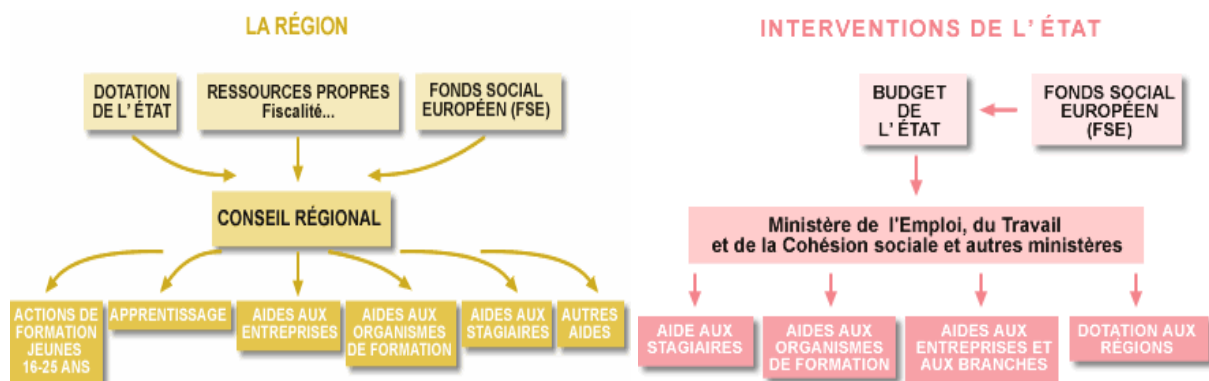 LA RÉGION
DOTATION
DE L' ÉTAT
RESSOURCES PROPRES
Fiscalité...
FONDS SOCIAL
EUROPÉEN (FSE)
CONSEIL RÉGIONAL
ACTIONS DE
FORMATION
JEUNES
16-25 ANS
APPRENTISSAGE
AIDES AUX
ENTREPRISES
AIDES AUX
ORGANISMES
DE FORMATION
AIDES AUX
STAGIAIRES
AUTRES
AIDES
INTERVENTIONS DE L' ÉTAT
BUDGET
DE
L' ÉTAT
FONDS SOCIAL
EUROPÉEN
(FSE)
Ministère de l'Emploi, du Travail
et de la Cohésion sociale et autres ministères
AIDE AUX
STAGIAIRES
AIDES AUX
ORGANISMES
DE FORMATION
AIDES AUX
ENTREPRISES ET
AUX BRANCHES
DOTATION AUX
RÉGIONS